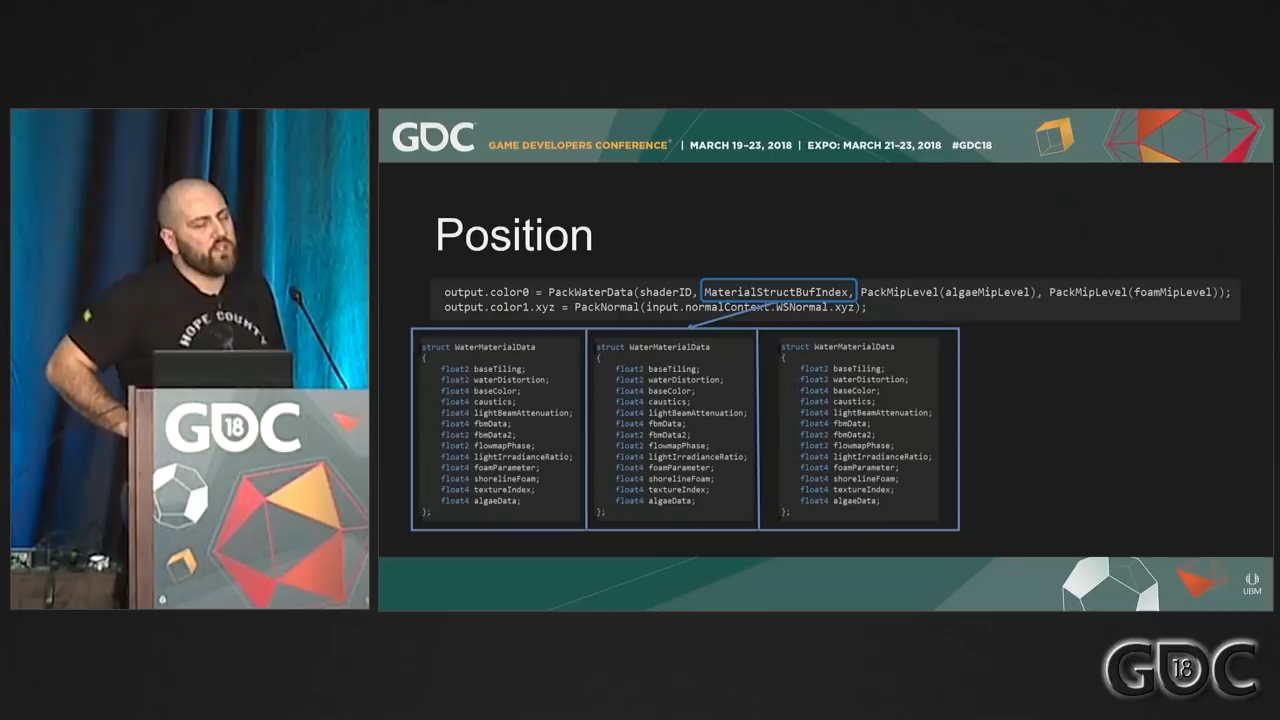 GDC GAME DEVELOPERS CONFERENCE® | MARCH 19–23, 2018 | EXPO: MARCH 21–23, 2018 #GDC18
Position
output.color0 = PackWaterData(shaderID, MaterialStructBufIndex, PackMipLevel(algaeMipLevel), PackMipLevel(foamMipLevel));
output.color1.xyz = PackNormal(input.normalContext.WSNormal.xyz);
struct WaterMaterialData
{
float2 baseTiling;
float2 waterDistortion;
float4 baseColor;
float4 caustics;
float4 lightBeamAttenuation;
float4 fbmData;
float2 fbmData2;
float2 flowmapPhase;
float4 lightIrradianceRatio;
float4 foamParameter;
float4 shorelineFoam;
float4 textureIndex;
float4 algaeData;
};
struct WaterMaterialData
{
float2 baseTiling;
float2 waterDistortion;
float4 baseColor;
float4 caustics;
float4 lightBeamAttenuation;
float4 fbmData;
float2 fbmData2;
float2 flowmapPhase;
float4 lightIrradianceRatio;
float4 foamParameter;
float4 shorelineFoam;
float4 textureIndex;
float4 algaeData;
};
struct WaterMaterialData
{
float2 baseTiling;
float2 waterDistortion;
float4 baseColor;
float4 caustics;
float4 lightBeamAttenuation;
float4 fbmData;
float2 fbmData2;
float2 flowmapPhase;
float4 lightIrradianceRatio;
float4 foamParameter;
float4 shorelineFoam;
float4 textureIndex;
float4 algaeData;
};
HOPE COUNTY
GDC 18
UBM
GDC 18